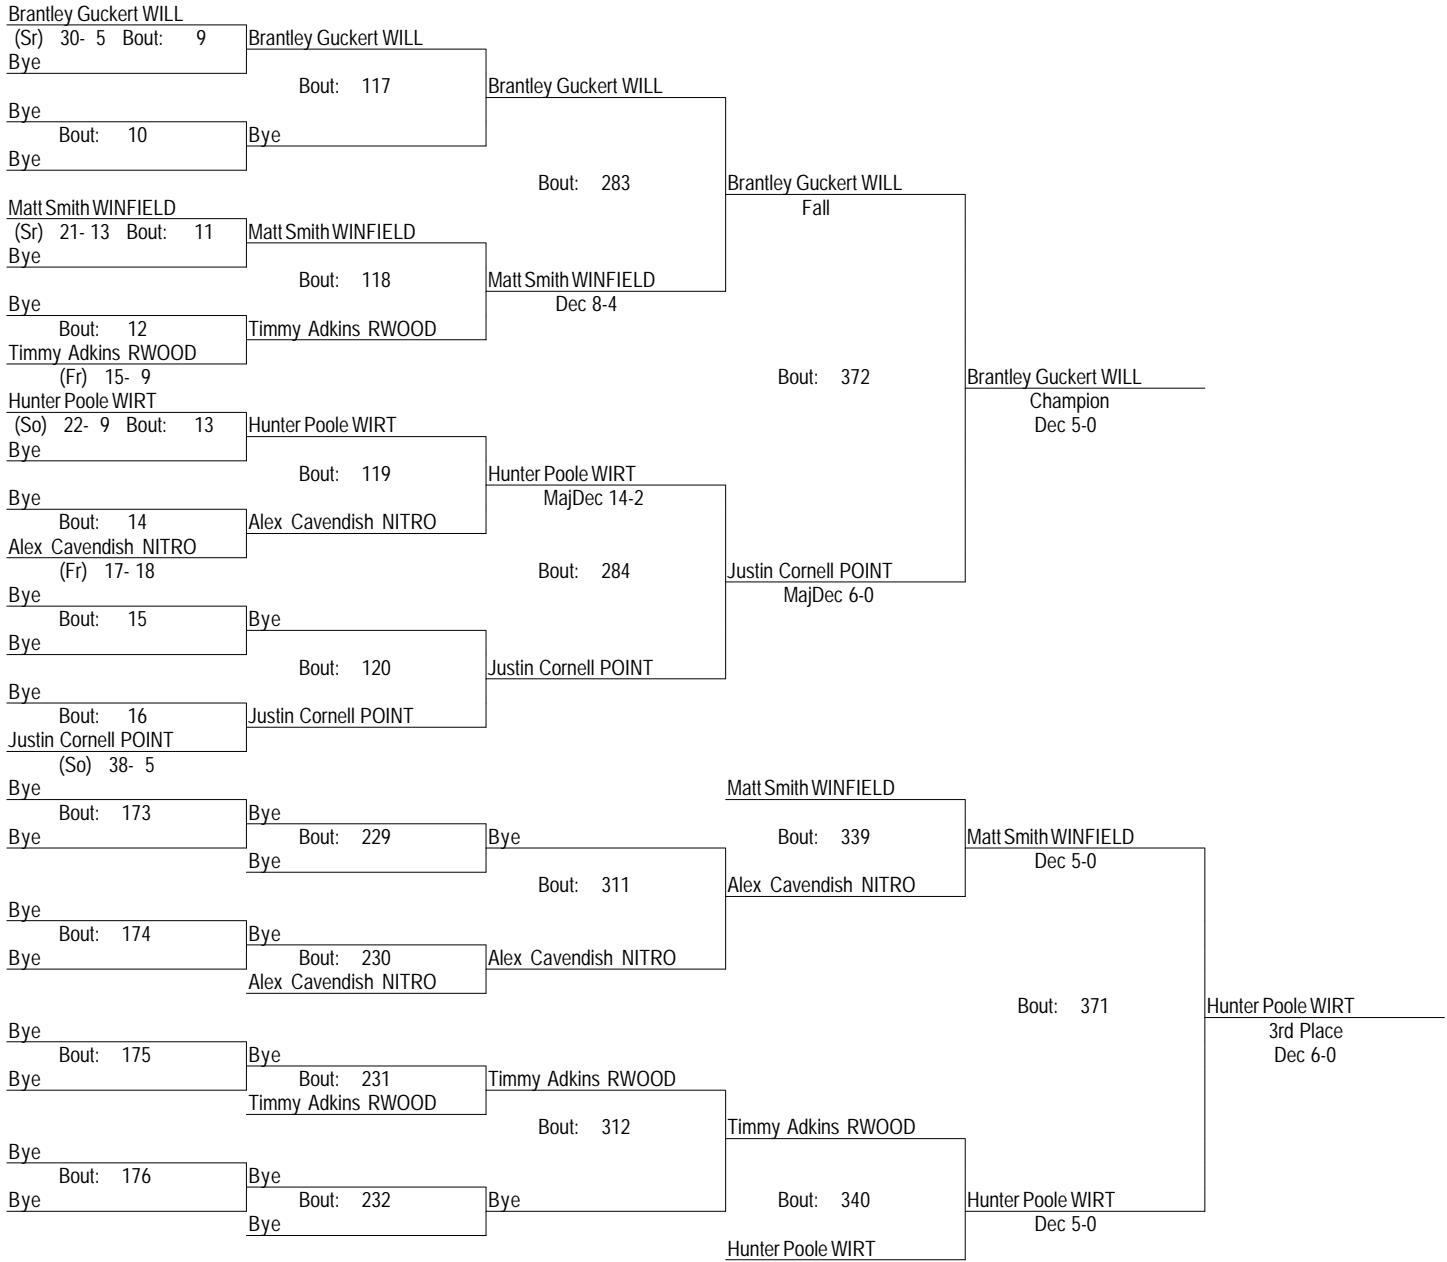 Brantley Guckert WILL
(Sr) 30- 5 Bout: 9 Brantley Guckert WILL
Bye
Bout: 117 Brantley Guckert WILL
Bye
Bout: 10 Bye
Bye
Bout: 283 Brantley Guckert WILL
Fall
Matt Smith WINFIELD
(Sr) 21- 13 Bout: 11 Matt Smith WINFIELD
Bye
Bout: 118 Matt Smith WINFIELD
Bye Dec 8-4
Bout: 12 Timmy Adkins RWOOD
Timmy Adkins RWOOD
(Fr) 15- 9 Bout: 372 Brantley Guckert WILL
Hunter Poole WIRT Champion
(So) 22- 9 Bout: 13 Hunter Poole WIRT Dec 5-0
Bye
Bout: 119 Hunter Poole WIRT
Bye MajDec 14-2
Bout: 14 Alex Cavendish NITRO
Alex Cavendish NITRO
(Fr) 17- 18 Bout: 284 Justin Cornell POINT
Bye MajDec 6-0
Bout: 15 Bye
Bye
Bout: 120 Justin Cornell POINT
Bye
Bout: 16 Justin Cornell POINT
Justin Cornell POINT
(So) 38- 5
Bye Matt Smith WINFIELD
Bout: 173 Bye
Bye Bout: 229 Bye Bout: 339 Matt Smith WINFIELD
Bye Dec 5-0
Bout: 311 Alex Cavendish NITRO
Bye
Bout: 174 Bye
Bye Bout: 230 Alex Cavendish NITRO
Alex Cavendish NITRO
Bout: 371 Hunter Poole WIRT
Bye 3rd Place
Bout: 175 Bye Dec 6-0
Bye Bout: 231 Timmy Adkins RWOOD
Timmy Adkins RWOOD
Bout: 312 Timmy Adkins RWOOD
Bye
Bout: 176 Bye
Bye Bout: 232 Bye Bout: 340 Hunter Poole WIRT
Bye Dec 5-0
Hunter Poole WIRT